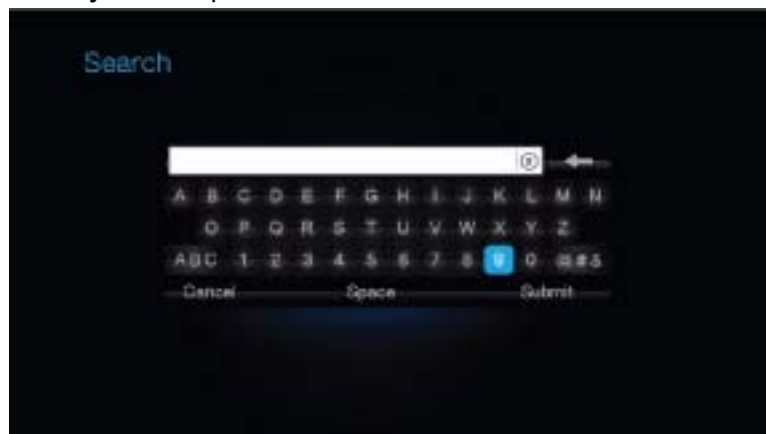 Search
A B C D E F G H I J K L M N
O P Q R S T U V W X Y Z
ABC 1 2 3 4 5 6 7 8 9 0 @#&
Cancel Space Submit